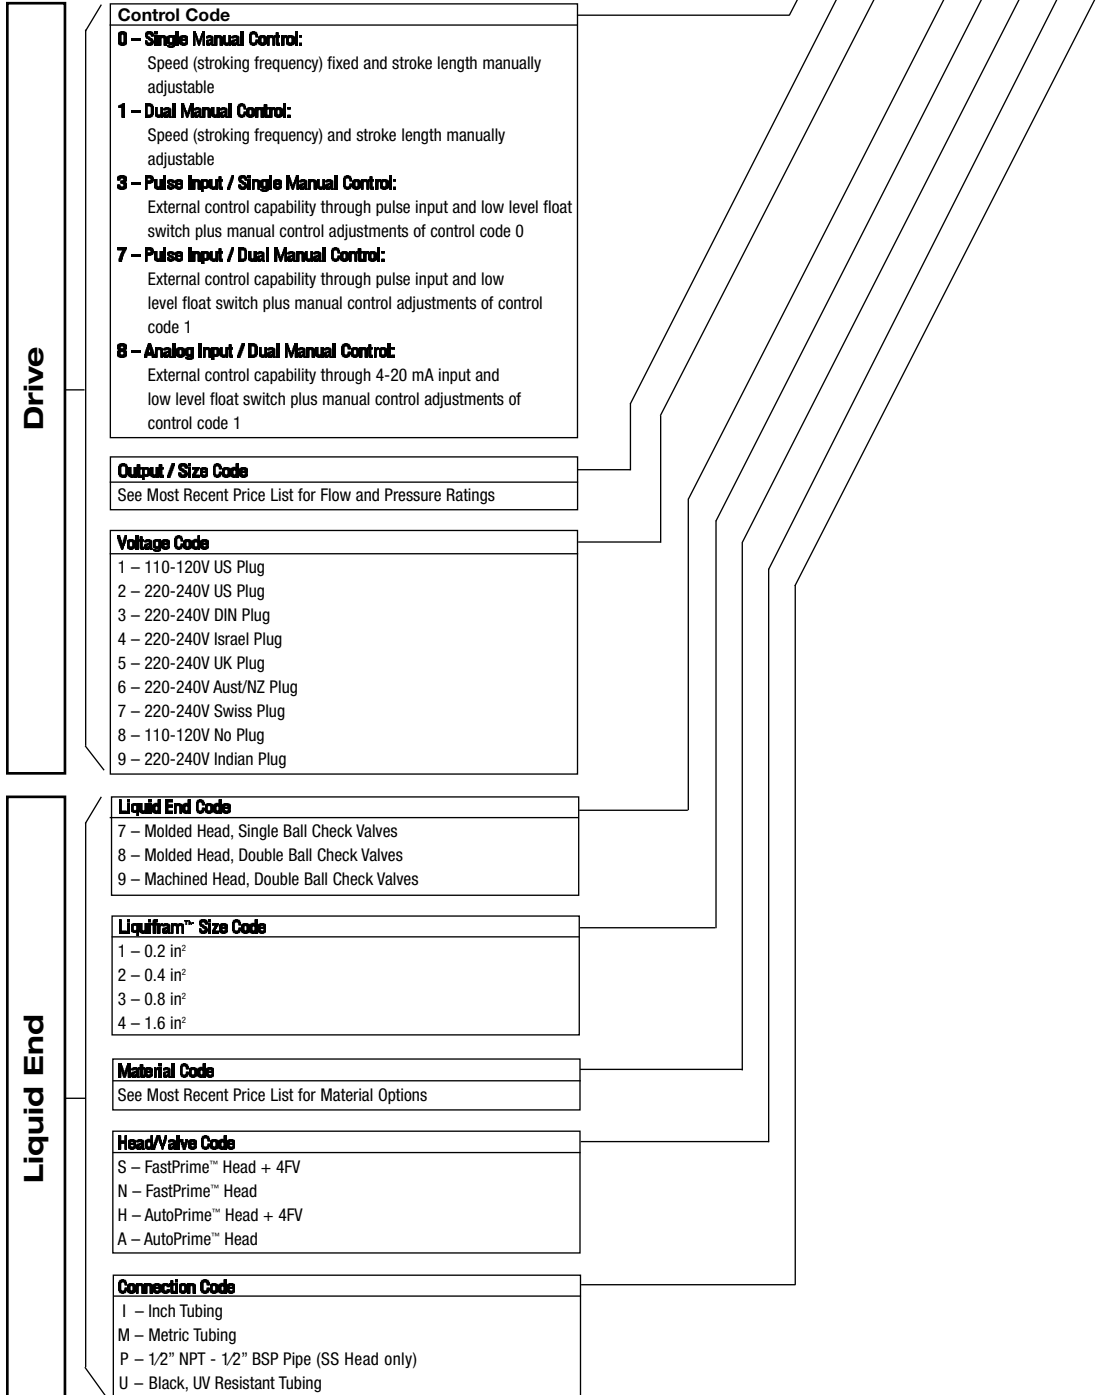 Drive
Control Code
0 – Single Manual Control:
Speed (stroking frequency) fixed and stroke length manually
adjustable
1 – Dual Manual Control:
Speed (stroking frequency) and stroke length manually
adjustable
3 – Pulse Input / Single Manual Control:
External control capability through pulse input and low level float
switch plus manual control adjustments of control code 0
7 – Pulse Input / Dual Manual Control:
External control capability through pulse input and low
level float switch plus manual control adjustments of control
code 1
8 – Analog Input / Dual Manual Control:
External control capability through 4-20 mA input and
low level float switch plus manual control adjustments of
control code 1
Output / Size Code
See Most Recent Price List for Flow and Pressure Ratings
Voltage Code
1 – 110-120V US Plug
2 – 220-240V US Plug
3 – 220-240V DIN Plug
4 – 220-240V Israel Plug
5 – 220-240V UK Plug
6 – 220-240V Aust/NZ Plug
7 – 220-240V Swiss Plug
8 – 110-120V No Plug
9 – 220-240V Indian Plug
Liquid End
Liquid End Code
7 – Molded Head, Single Ball Check Valves
8 – Molded Head, Double Ball Check Valves
9 – Machined Head, Double Ball Check Valves
Liquifram™ Size Code
1 – 0.2 in²
2 – 0.4 in²
3 – 0.8 in²
4 – 1.6 in²
Material Code
See Most Recent Price List for Material Options
Head/Valve Code
S – FastPrime™ Head + 4FV
N – FastPrime™ Head
H – AutoPrime™ Head + 4FV
A – AutoPrime™ Head
Connection Code
I – Inch Tubing
M – Metric Tubing
P – 1⁄2” NPT - 1⁄2” BSP Pipe (SS Head only)
U – Black, UV Resistant Tubing